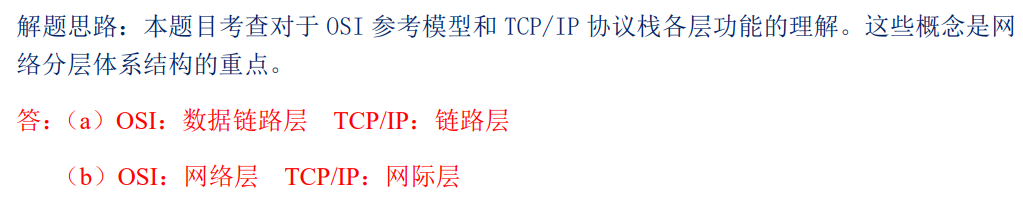 解题思路：本题目考查对于 OSI 参考模型和 TCP/IP 协议栈各层功能的理解。这些概念是网
络分层体系结构的重点。
答：（a）OSI：数据链路层 TCP/IP：链路层
（b）OSI：网络层 TCP/IP：网际层